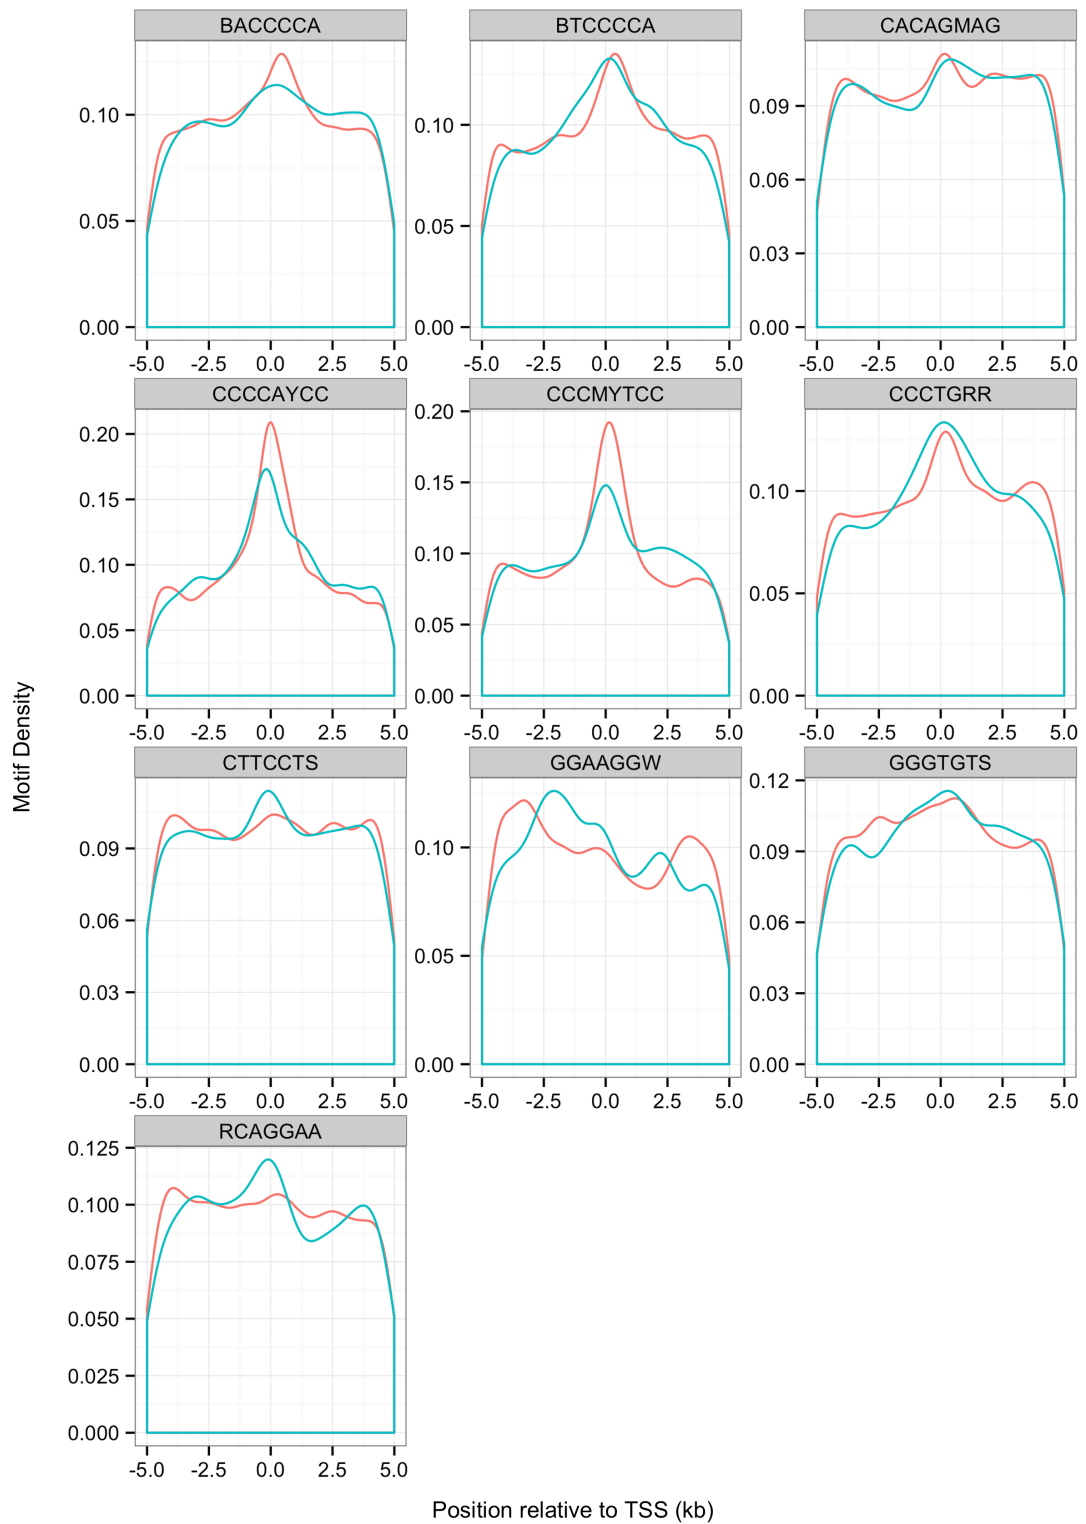 BACCCCA BTCCCCA CACAGMAG
0.10 0.05 0.00
0.10 0.05 0.00
0.09 0.06 0.03 0.00
-5.0 -2.5 0.0 2.5 5.0 -5.0 -2.5 0.0 2.5 5.0 -5.0 -2.5 0.0 2.5 5.0
CCCCAYCC CCCMYTCC CCCTGRR
0.20 0.15 0.10 0.05 0.00
0.20 0.15 0.10 0.05 0.00
0.10 0.05 0.00
-5.0 -2.5 0.0 2.5 5.0 -5.0 -2.5 0.0 2.5 5.0 -5.0 -2.5 0.0 2.5 5.0
Motif Density
CTTCCTS GGAAGGW GGGTGTS
0.09 0.06 0.03 0.00
0.10 0.05 0.00
0.12 0.09 0.06 0.03 0.00
-5.0 -2.5 0.0 2.5 5.0 -5.0 -2.5 0.0 2.5 5.0 -5.0 -2.5 0.0 2.5 5.0
RCAGGAA
0.125 0.100 0.075 0.050 0.025 0.000
-5.0 -2.5 0.0 2.5 5.0
Position relative to TSS (kb)